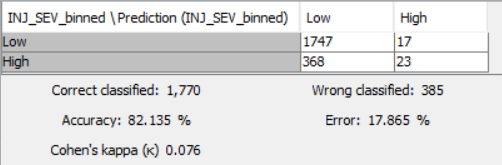 INJ_SEV_binned \ Prediction (INJ_SEV_binned) Low High
Low 1747 17
High 368 23
Correct classified: 1,770 Wrong classified: 385
Accuracy: 82.135 % Error: 17.865 %
Cohen's kappa (κ) 0.076